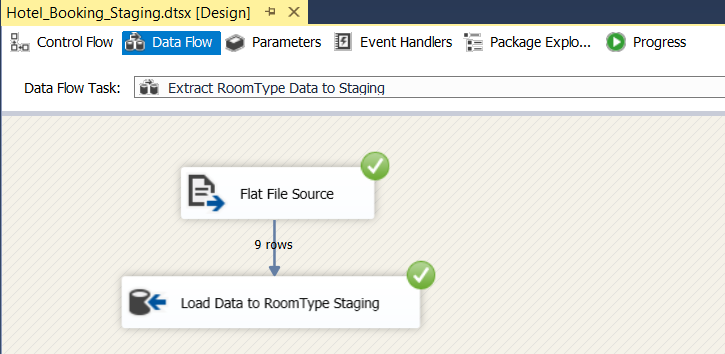 Hotel_Booking_Staging.dtsx [Design]
Control Flow Data Flow Parameters Event Handlers Package Explo... Progress
Data Flow Task: Extract RoomType Data to Staging
Flat File Source
9 rows
Load Data to RoomType Staging